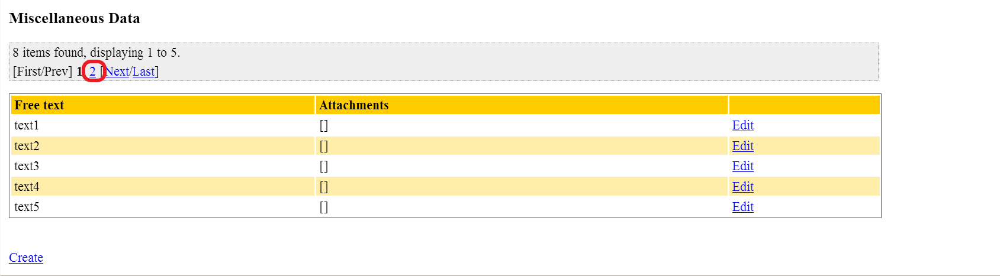 Miscellaneous Data
8 items found, displaying 1 to 5.
[First/Prev] 1, 2 [Next/Last]
Free text Attachments
text1 [] Edit
text2 [] Edit
text3 [] Edit
text4 [] Edit
text5 [] Edit
Create